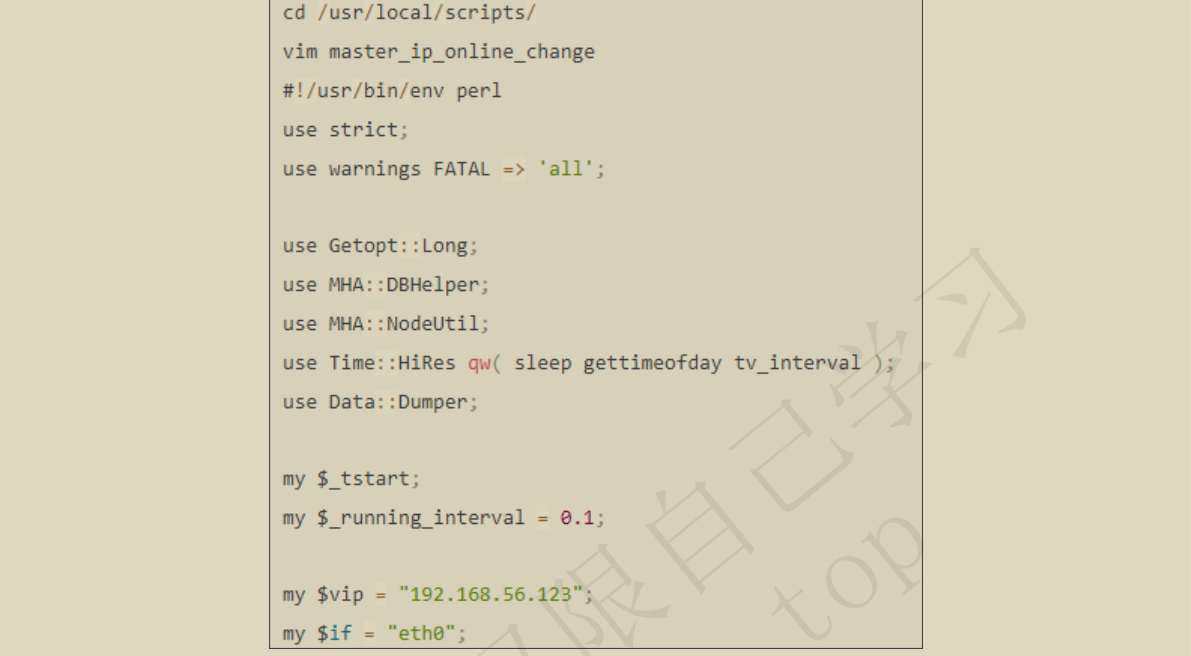 cd /usr/local/scripts/
vim master_ip_online_change
#!/usr/bin/env perl
use strict;
use warnings FATAL => 'all';
use Getopt::Long;
use MHA::DBHelper;
use MHA::NodeUtil;
use Time::HiRes qw( sleep gettimeofday tv_interval );
use Data::Dumper;
my $_tstart;
my $_running_interval = 0.1;
my $vip = "192.168.56.123";
my $if = "eth0";
限自己学习
top